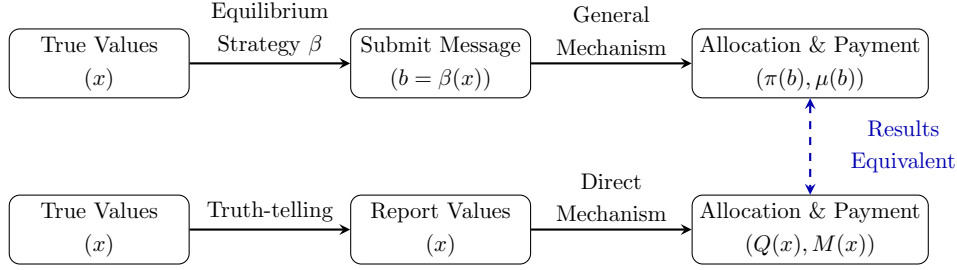 Equilibrium
Strategy β
General
Mechanism
True Values
(x)
Submit Message
(b = β(x))
Allocation & Payment
(π(b), μ(b))
Results
Equivalent
Truth-telling
Direct
Mechanism
True Values
(x)
Report Values
(x)
Allocation & Payment
(Q(x), M(x))